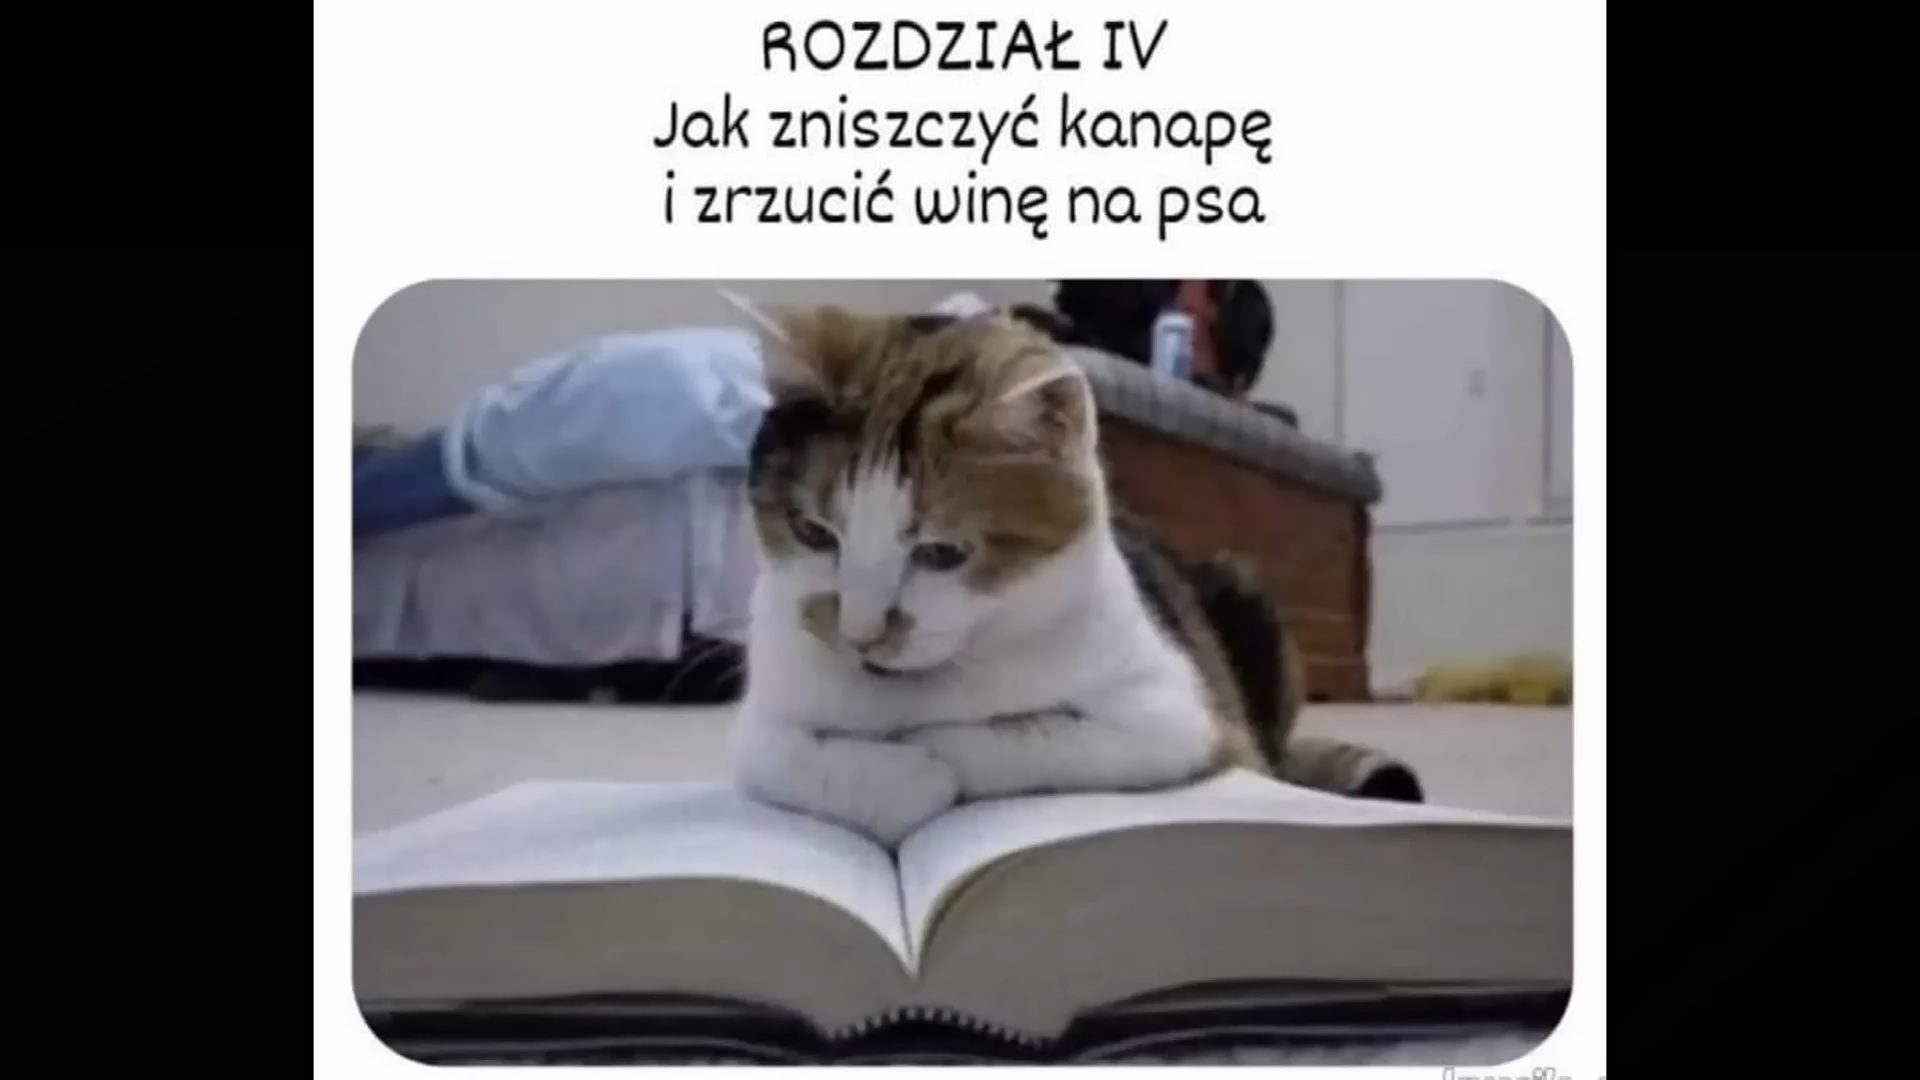 ROZDZIAŁ IV
Jak zniszczyć kanapę
i zrzucić winę na psa